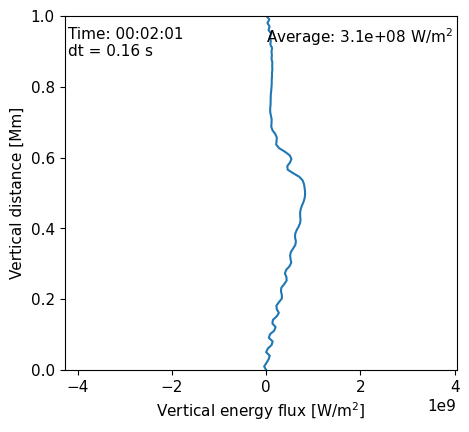 Time: 00:02:01
dt = 0.16 s
Average: 3.1e+08 W/m²
1.0
0.8
0.6
0.4
0.2
0.0
Vertical distance [Mm]
−4
−2
0
2
4
1e9
Vertical energy flux [W/m²]